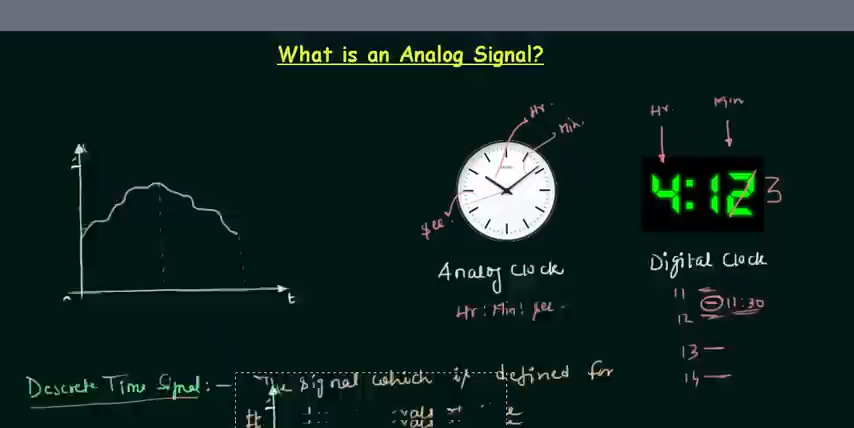 What is an Analog Signal?
Hr.
Min.
Sec
Analog Clock
Hr : Min : Sec.
t
Hr.
Min
4:12 3
Digital Clock
11
11:30
12
13
14
Descrete Time Signal :- The signal which is defined for